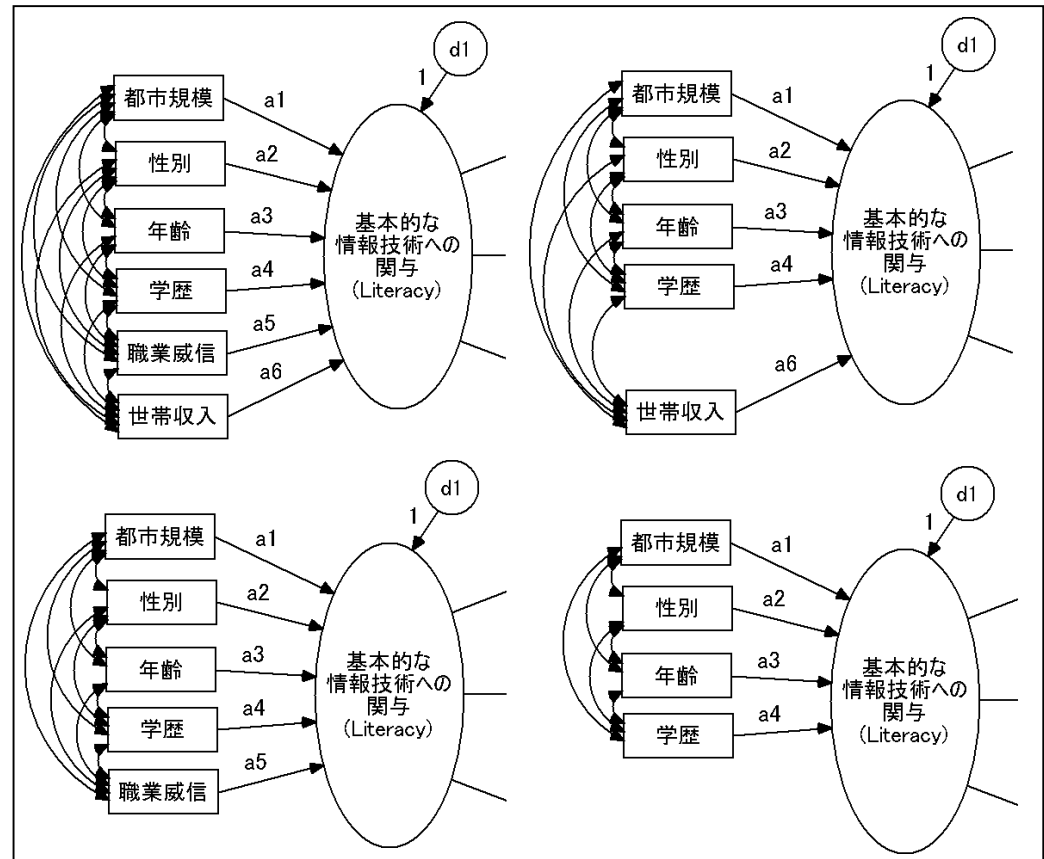 d1
1
都市規模
a1
性別
a2
年齢
a3
学歴
a4
職業威信
a5
世帯収入
a6
基本的な
情報技術への
関与
(Literacy)
d1
1
都市規模
a1
性別
a2
年齢
a3
学歴
a4
世帯収入
a6
基本的な
情報技術への
関与
(Literacy)
d1
1
都市規模
a1
性別
a2
年齢
a3
学歴
a4
職業威信
a5
基本的な
情報技術への
関与
(Literacy)
d1
1
都市規模
a1
性別
a2
年齢
a3
学歴
a4
基本的な
情報技術への
関与
(Literacy)